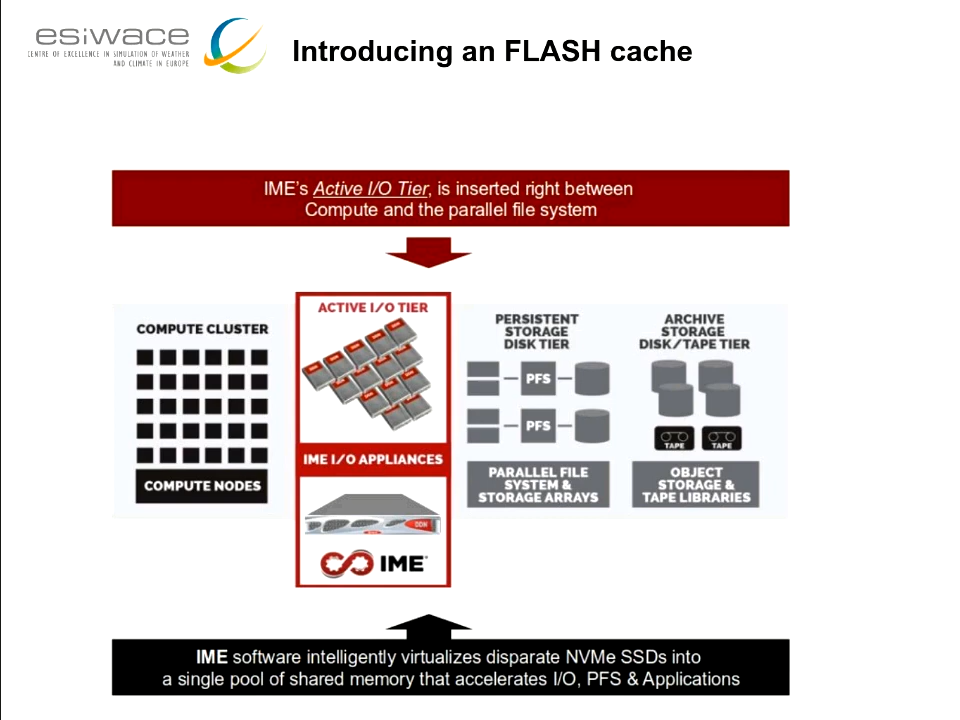 esiwace
CENTRE OF EXCELLENCE IN SIMULATION OF WEATHER
AND CLIMATE IN EUROPE
Introducing an FLASH cache
IME's Active I/O Tier, is inserted right between
Compute and the parallel file system
COMPUTE CLUSTER
COMPUTE NODES
ACTIVE I/O TIER
IME I/O APPLIANCES
DDN
IME
PERSISTENT
STORAGE
DISK TIER
PFS
PFS
PARALLEL FILE
SYSTEM &
STORAGE ARRAYS
ARCHIVE
STORAGE
DISK/TAPE TIER
TAPE
TAPE
OBJECT
STORAGE &
TAPE LIBRARIES
IME software intelligently virtualizes disparate NVMe SSDs into
a single pool of shared memory that accelerates I/O, PFS & Applications